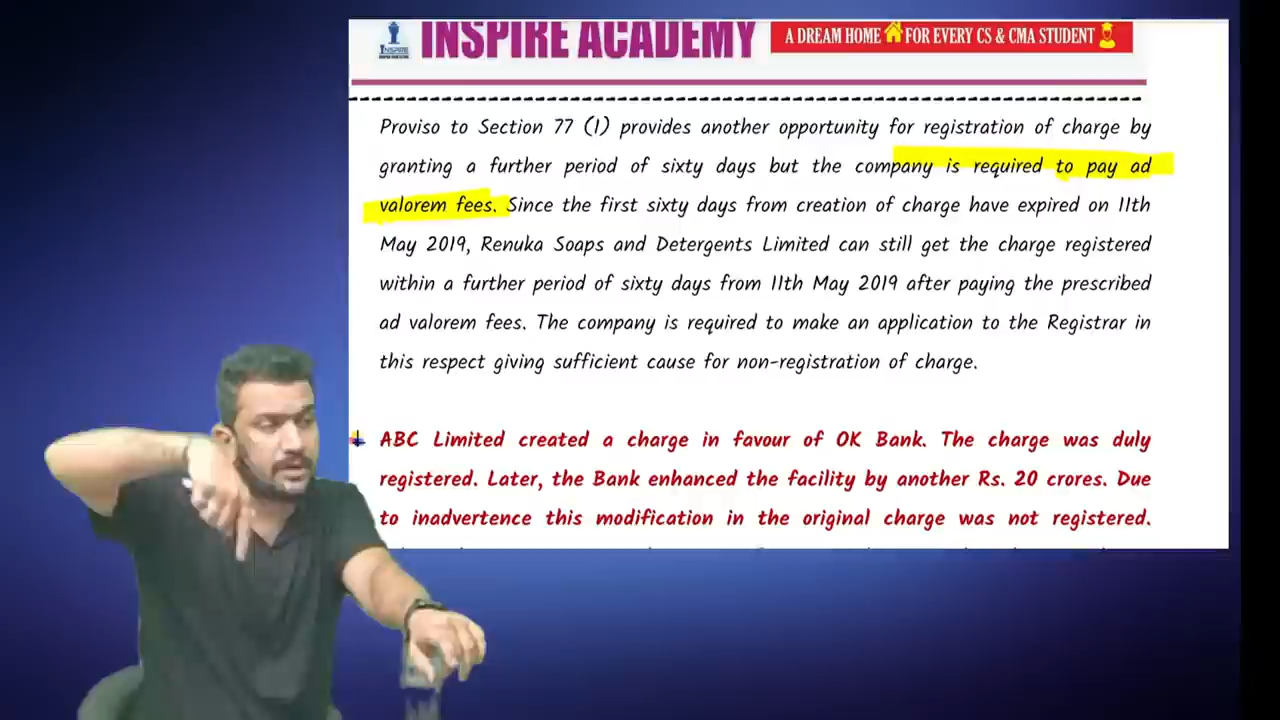 INSPIRE ACADEMY
A DREAM HOME FOR EVERY CS & CMA STUDENT
INSPIRE
Proviso to Section 77 (1) provides another opportunity for registration of charge by
granting a further period of sixty days but the company is required to pay ad
valorem fees. Since the first sixty days from creation of charge have expired on 11th
May 2019, Renuka Soaps and Detergents Limited can still get the charge registered
within a further period of sixty days from 11th May 2019 after paying the prescribed
ad valorem fees. The company is required to make an application to the Registrar in
this respect giving sufficient cause for non-registration of charge.
ABC Limited created a charge in favour of OK Bank. The charge was duly
registered. Later, the Bank enhanced the facility by another Rs. 20 crores. Due
to inadvertence this modification in the original charge was not registered.